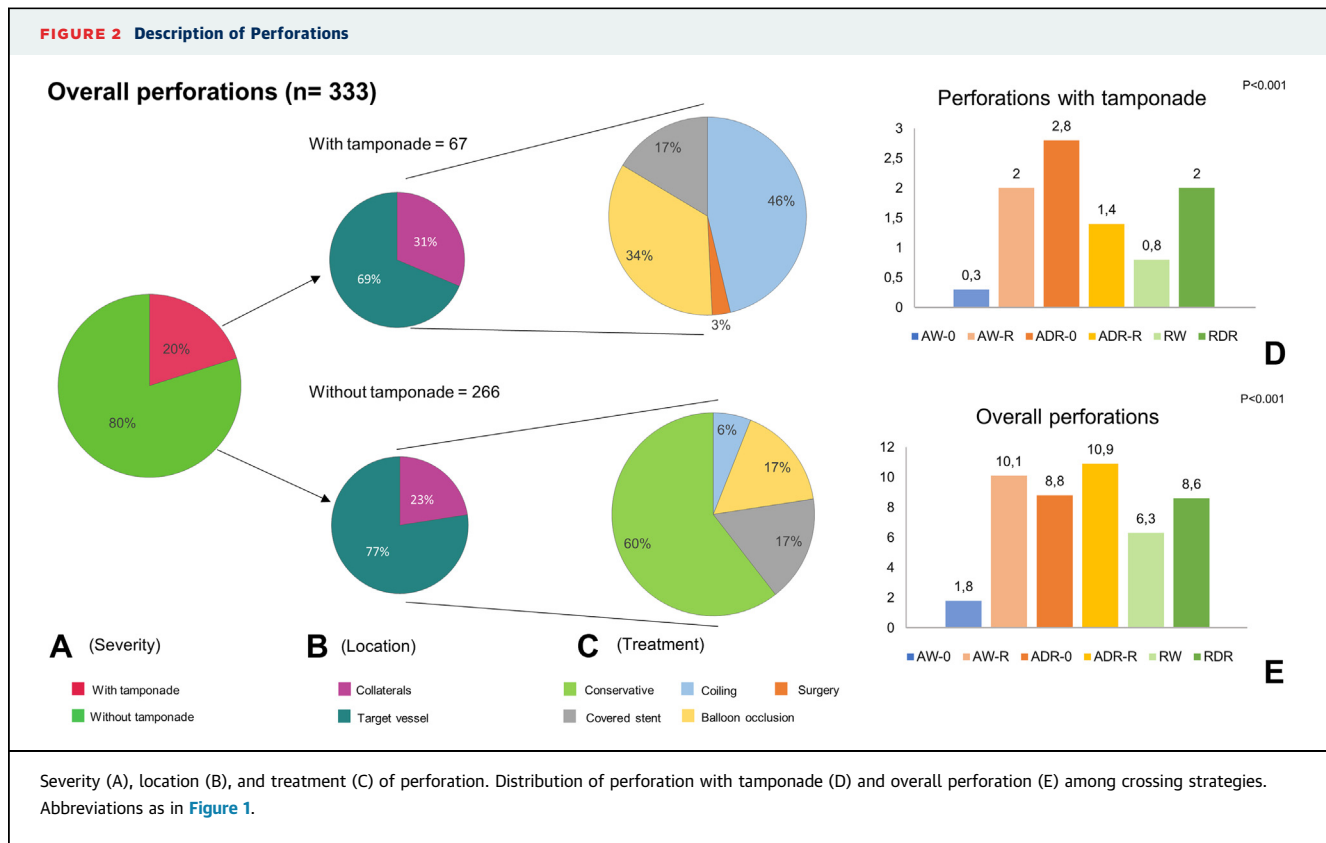 FIGURE 2 Description of Perforations
Overall perforations (n= 333)
With tamponade = 67
Without tamponade = 266
20%
80%
31%
69%
23%
77%
17%
46%
34%
3%
6%
17%
17%
60%
A (Severity)
With tamponade
Without tamponade
B (Location)
Collaterals
Target vessel
C (Treatment)
Conservative Coiling Surgery
Covered stent Balloon occlusion
P<0.001
Perforations with tamponade
3
2,5
2
1,5
1
0,5
0
0,3
2
2,8
1,4
0,8
2
AW-0 AW-R ADR-0 ADR-R RW RDR
D
P<0.001
Overall perforations
12
10
8
6
4
2
0
1,8
10,1
8,8
10,9
6,3
8,6
AW-0 AW-R ADR-0 ADR-R RW RDR
E
Severity (A), location (B), and treatment (C) of perforation. Distribution of perforation with tamponade (D) and overall perforation (E) among crossing strategies.
Abbreviations as in Figure 1.